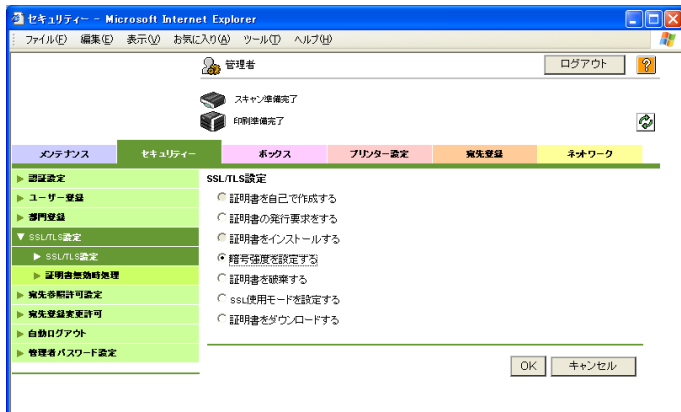 セキュリティー - Microsoft Internet Explorer
ファイル(F) 編集(E) 表示(V) お気に入り(A) ツール(T) ヘルプ(H)
管理者 ログアウト ?
スキャン準備完了
印刷準備完了
メンテナンス セキュリティー ボックス プリンター設定 宛先登録 ネットワーク
認証設定
ユーザー登録
部門登録
SSL/TLS設定
SSL/TLS設定
証明書無効時処理
宛先参照許可設定
宛先登録変更許可
自動ログアウト
管理者パスワード設定
SSL/TLS設定
証明書を自己で作成する
証明書の発行要求をする
証明書をインストールする
暗号強度を設定する
証明書を破棄する
SSL使用モードを設定する
証明書をダウンロードする
OK キャンセル